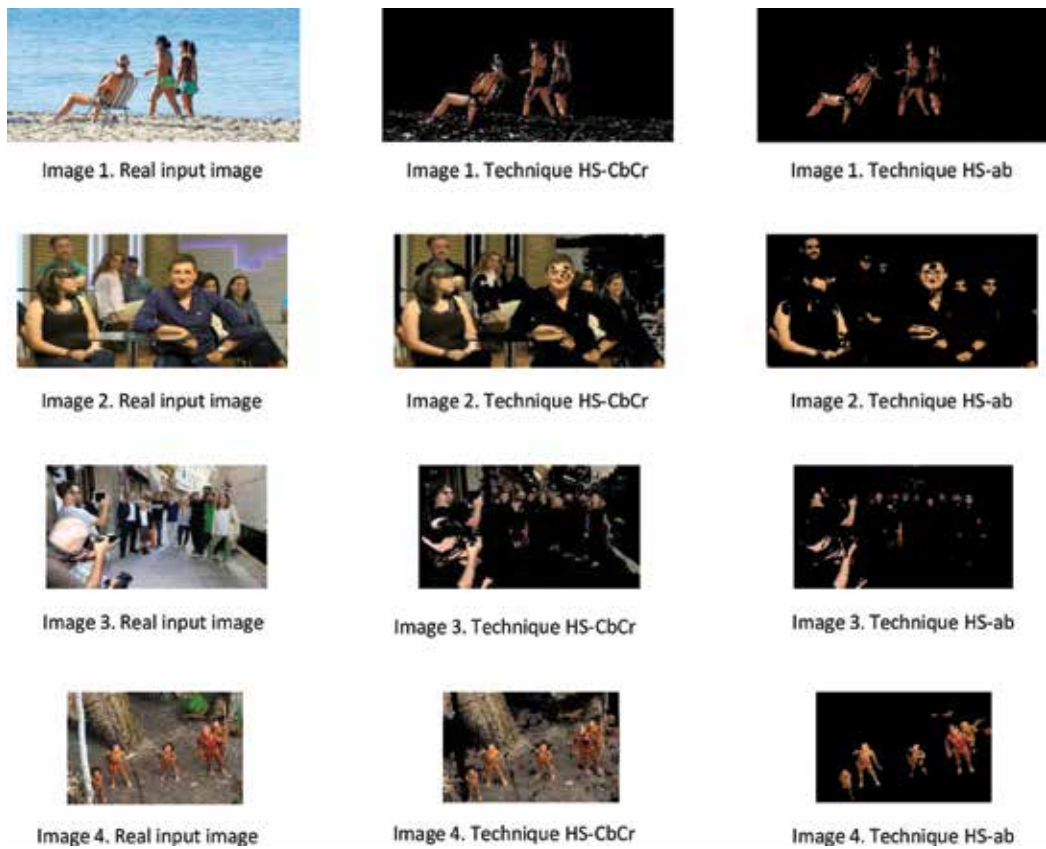 Image 1. Real input image
Image 1. Technique HS-CbCr
Image 1. Technique HS-ab
Image 2. Real input image
Image 2. Technique HS-CbCr
Image 2. Technique HS-ab
Image 3. Real input image
Image 3. Technique HS-CbCr
Image 3. Technique HS-ab
Image 4. Real input image
Image 4. Technique HS-CbCr
Image 4. Technique HS-ab